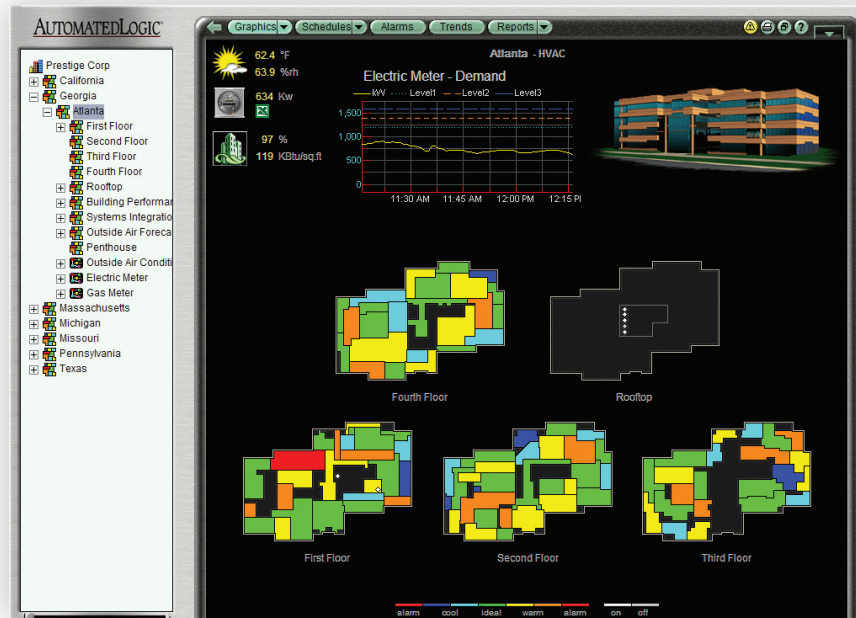 AUTOMATEDLOGIC
Graphics
Schedules
Alarms
Trends
Reports
Prestige Corp
California
Georgia
Atlanta
First Floor
Second Floor
Third Floor
Fourth Floor
Rooftop
Building Performan
Systems Integratio
Outside Air Foreca
Penthouse
Outside Air Conditi
Electric Meter
Gas Meter
Massachusetts
Michigan
Missouri
Pennsylvania
Texas
62.4 °F
63.9 %rh
634 Kw
97 %
119 KBtu/sq.ft
Atlanta - HVAC
Electric Meter - Demand
kW Level1 Level2 Level3
1,500
1,000
500
0
11:30 AM 11:45 AM 12:00 PM 12:15 P
Fourth Floor
Rooftop
First Floor
Second Floor
Third Floor
alarm cool ideal warm alarm on off